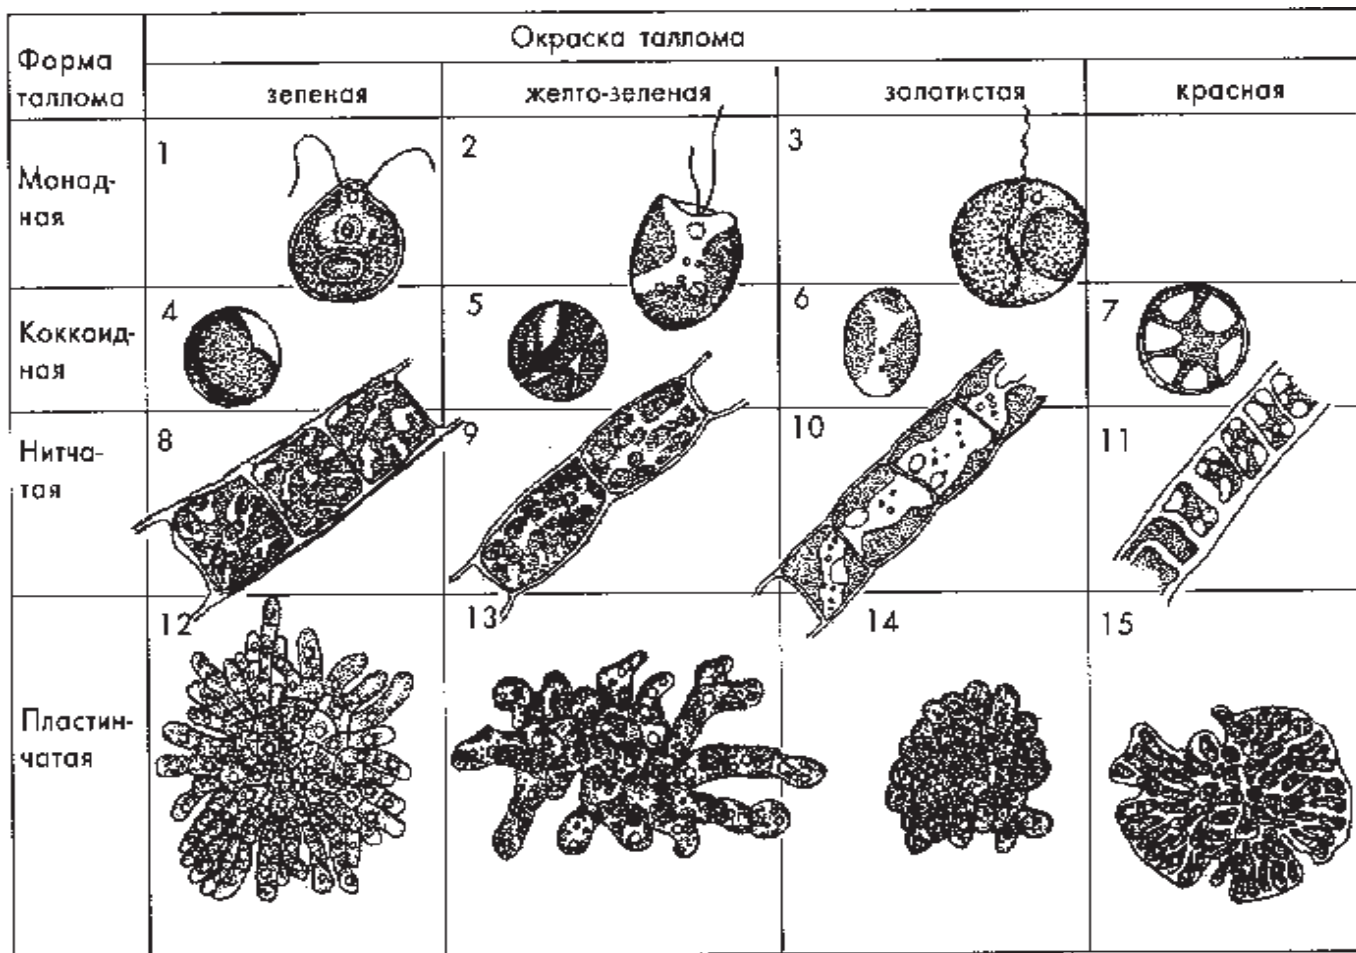 Форма
таллома
Окраска таллома
зеленая
желто-зеленая
золотистая
красная
Монад-
ная
1
2
3
Коккоид-
ная
4
5
6
7
Нитча-
тая
8
9
10
11
Пластин-
чатая
12
13
14
15